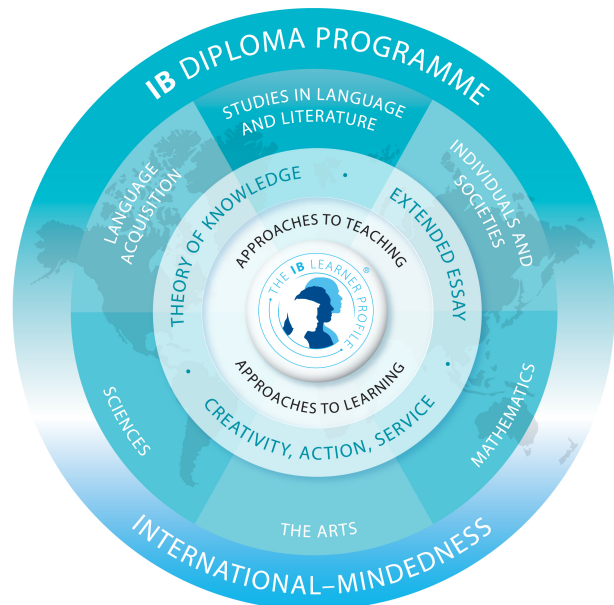 IB DIPLOMA PROGRAMME
STUDIES IN LANGUAGE
AND LITERATURE
LANGUAGE
ACQUISITION
INDIVIDUALS AND
SOCIETIES
THEORY OF KNOWLEDGE
•
EXTENDED ESSAY
•
CREATIVITY, ACTION, SERVICE
•
APPROACHES TO TEACHING
THE IB LEARNER PROFILE
®
APPROACHES TO LEARNING
SCIENCES
MATHEMATICS
THE ARTS
INTERNATIONAL–MINDEDNESS